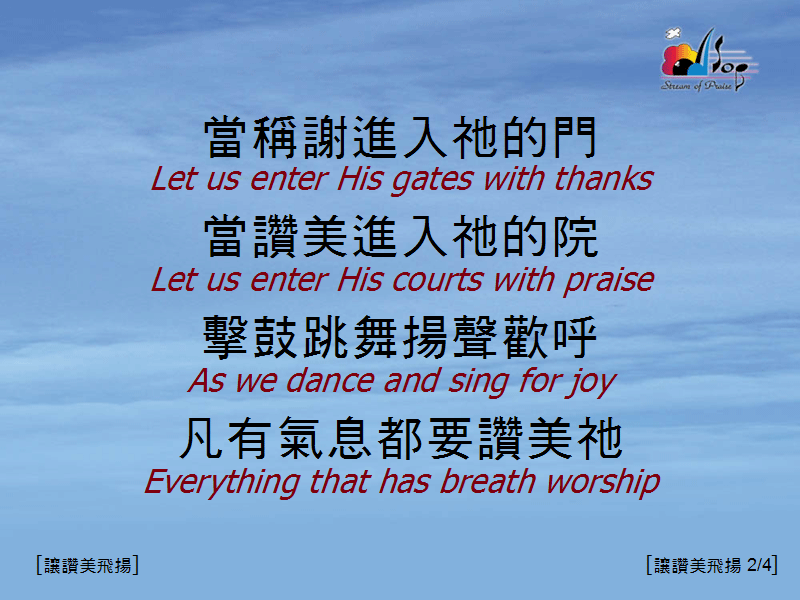 SOP
Stream of Praise
當稱謝進入祂的門
Let us enter His gates with thanks
當讚美進入祂的院
Let us enter His courts with praise
擊鼓跳舞揚聲歡呼
As we dance and sing for joy
凡有氣息都要讚美祂
Everything that has breath worship
[讓讚美飛揚]
[讓讚美飛揚 2/4]